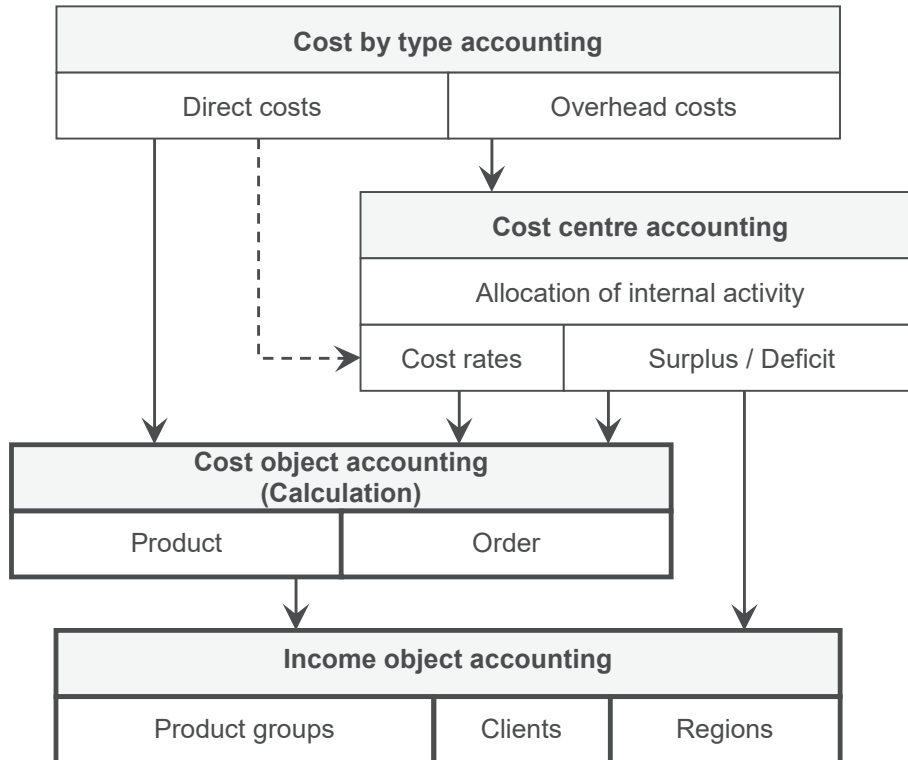 Cost by type accounting
Direct costs
Overhead costs
Cost centre accounting
Allocation of internal activity
Cost rates
Surplus / Deficit
Cost object accounting
(Calculation)
Product
Order
Income object accounting
Product groups
Clients
Regions